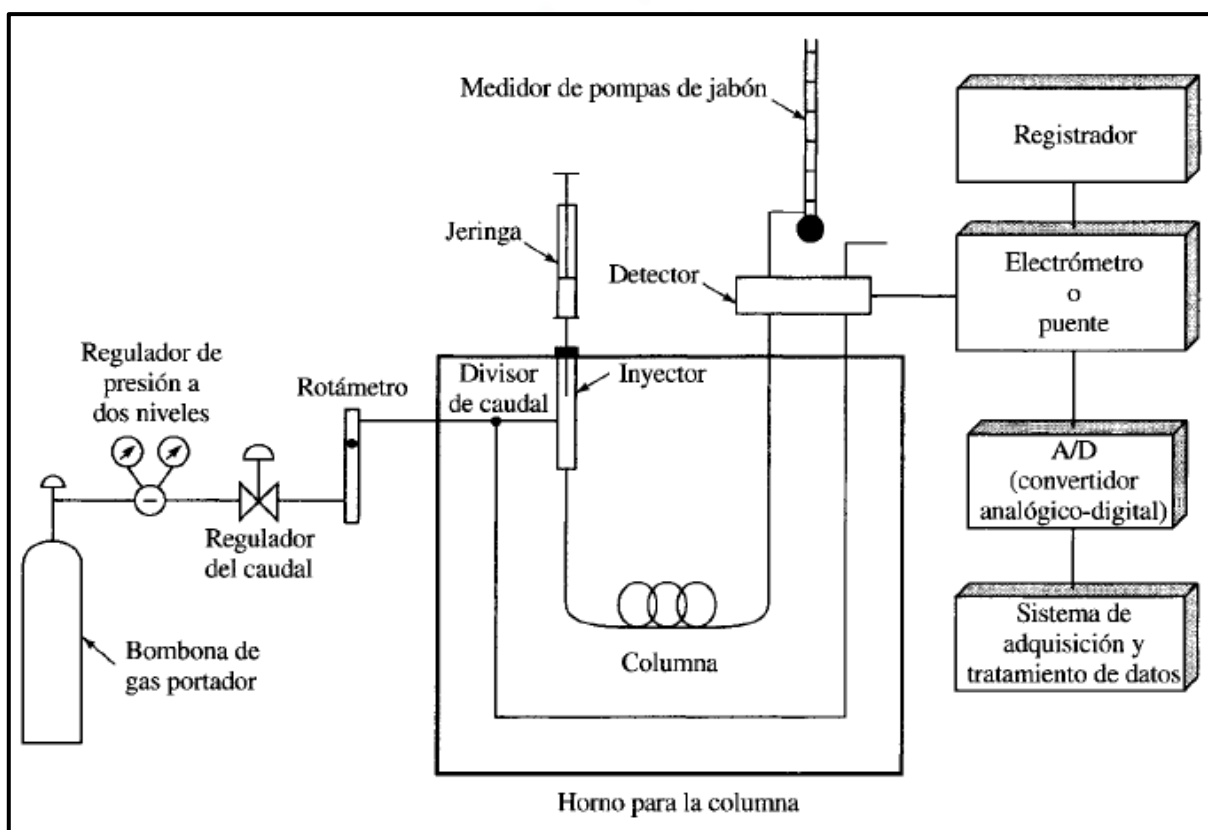 Medidor de pompas de jabón
Registrador
Jeringa
Detector
Electrómetro
o
puente
Regulador de
presión a
dos niveles
Rotámetro
Divisor
de caudal
Inyector
A/D
(convertidor
analógico-digital)
Regulador
del caudal
Bombona de
gas portador
Columna
Sistema de
adquisición y
tratamiento de datos
Horno para la columna